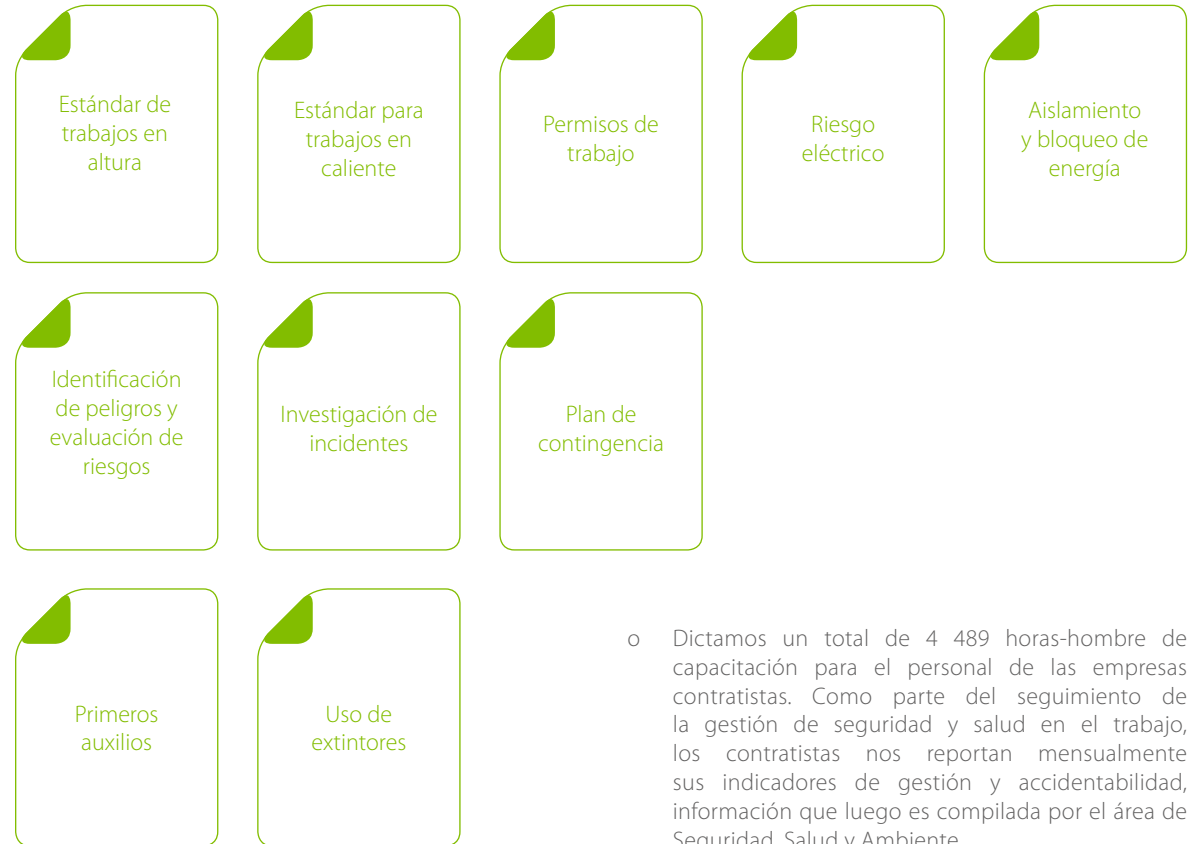 Estándar de
trabajos en
altura
Estándar para
trabajos en
caliente
Permisos de
trabajo
Riesgo
eléctrico
Aislamiento
y bloqueo de
energía
Identificación
de peligros y
evaluación de
riesgos
Investigación de
incidentes
Plan de
contingencia
Primeros
auxilios
Uso de
extintores
o Dictamos un total de 4 489 horas-hombre de
capacitación para el personal de las empresas
contratistas. Como parte del seguimiento de
la gestión de seguridad y salud en el trabajo,
los contratistas nos reportan mensualmente
sus indicadores de gestión y accidentabilidad,
información que luego es compilada por el área de
Seguridad, Salud y Ambiente.